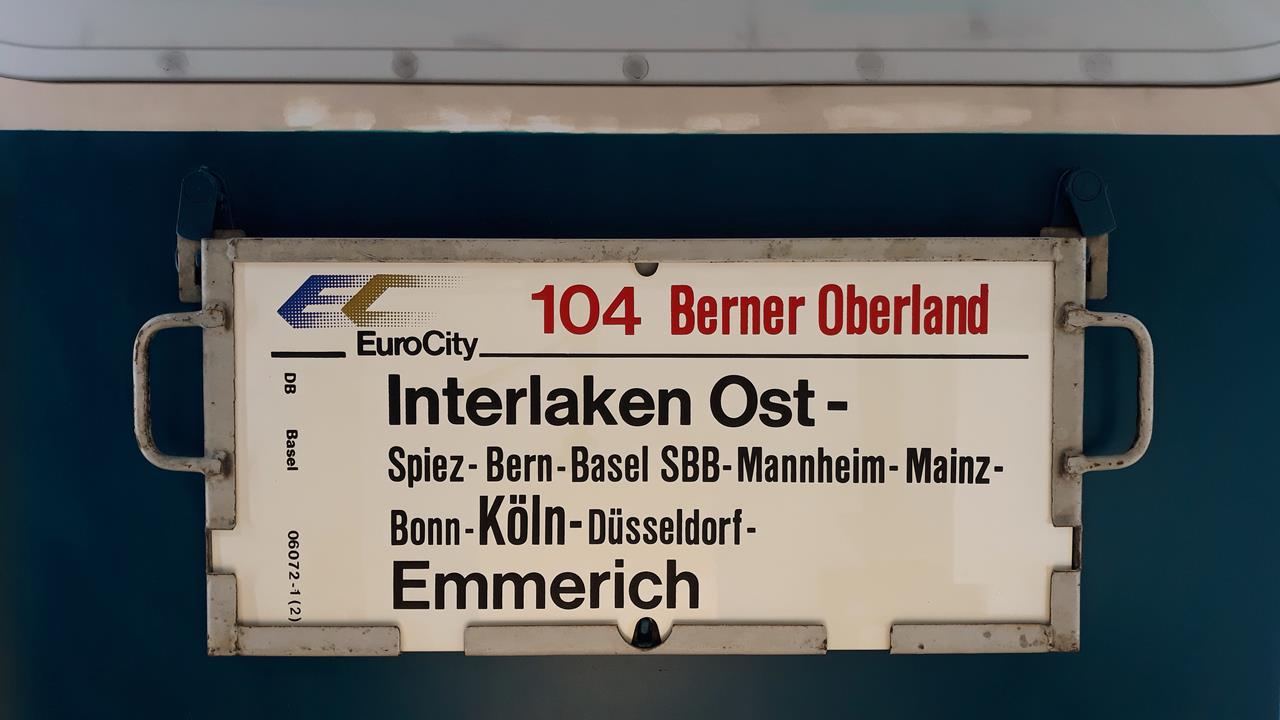 EC
EuroCity
104 Berner Oberland
Interlaken Ost -
Spiez - Bern - Basel SBB - Mannheim - Mainz -
Bonn - Köln - Düsseldorf -
Emmerich
DB Basel 06072-1 (2)